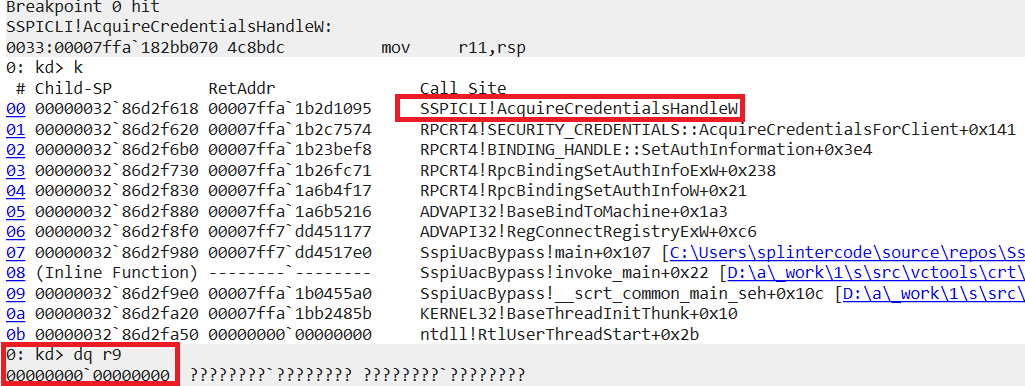 Breakpoint 0 hit
SSPICLI!AcquireCredentialsHandleW:
0033:00007ffa`182bb070 4c8bdc mov r11,rsp
0: kd> k
# Child-SP RetAddr Call Site
00 00000032`86d2f618 00007ffa`1b2d1095 SSPICLI!AcquireCredentialsHandleW
01 00000032`86d2f620 00007ffa`1b2c7574 RPCRT4!SECURITY_CREDENTIALS::AcquireCredentialsForClient+0x141
02 00000032`86d2f6b0 00007ffa`1b23bef8 RPCRT4!BINDING_HANDLE::SetAuthInformation+0x3e4
03 00000032`86d2f730 00007ffa`1b26fc71 RPCRT4!RpcBindingSetAuthInfoExW+0x238
04 00000032`86d2f830 00007ffa`1a6b4f17 RPCRT4!RpcBindingSetAuthInfoW+0x21
05 00000032`86d2f880 00007ffa`1a6b5216 ADVAPI32!BaseBindToMachine+0x1a3
06 00000032`86d2f8f0 00007ff7`dd451177 ADVAPI32!RegConnectRegistryExW+0xc6
07 00000032`86d2f980 00007ff7`dd4517e0 SspiUacBypass!main+0x107 [C:\Users\splintercode\source\repos\Ss
08 (Inline Function) --------`-------- SspiUacBypass!invoke_main+0x22 [D:\a\_work\1\s\src\vctools\crt\
09 00000032`86d2f9e0 00007ffa`1b0455a0 SspiUacBypass!__scrt_common_main_seh+0x10c [D:\a\_work\1\s\src\
0a 00000032`86d2fa20 00007ffa`1bb2485b KERNEL32!BaseThreadInitThunk+0x10
0b 00000032`86d2fa50 00000000`00000000 ntdll!RtlUserThreadStart+0x2b
0: kd> dq r9
00000000`00000000 ????????`???????? ????????`????????